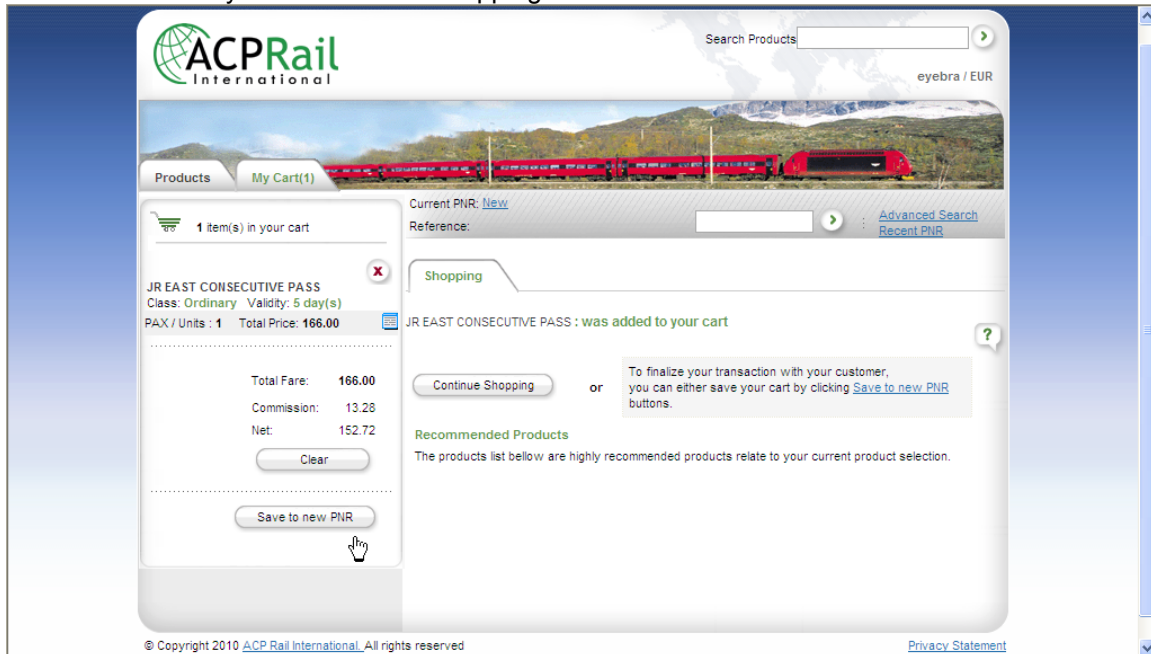 ACPRail
International
Search Products
eyebra / EUR
Products
My Cart(1)
1 item(s) in your cart
Current PNR: New
Reference:
Advanced Search
Recent PNR
JR EAST CONSECUTIVE PASS
Class: Ordinary Validity: 5 day(s)
PAX / Units : 1 Total Price: 166.00
Total Fare: 166.00
Commission: 13.28
Net: 152.72
Clear
Save to new PNR
Shopping
JR EAST CONSECUTIVE PASS : was added to your cart
?
Continue Shopping
or
To finalize your transaction with your customer,
you can either save your cart by clicking Save to new PNR
buttons.
Recommended Products
The products list bellow are highly recommended products relate to your current product selection.
© Copyright 2010 ACP Rail International. All rights reserved
Privacy Statement